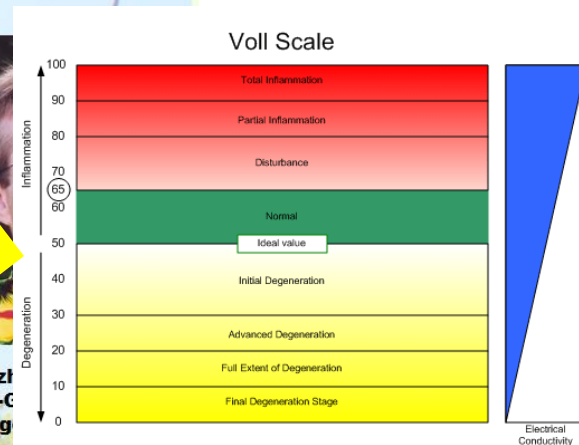 Voll Scale
100
90
80
70
65
60
50
40
30
20
10
0
Inflammation
Degeneration
Total Inflammation
Partial Inflammation
Disturbance
Normal
Ideal value
Initial Degeneration
Advanced Degeneration
Full Extent of Degeneration
Final Degeneration Stage
Electrical
Conductivity